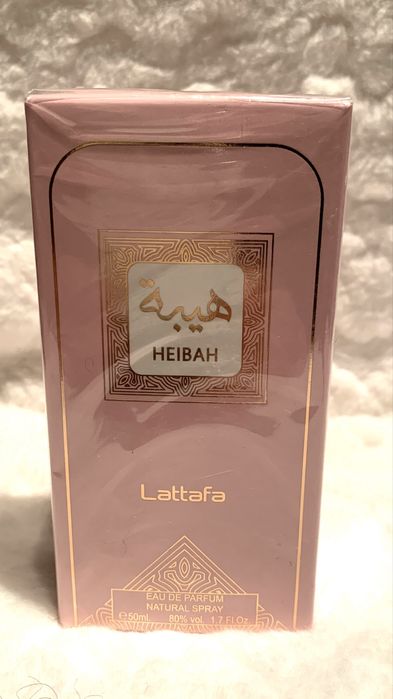 هيبة
HEIBAH
Lattafa
EAU DE PARFUM
NATURAL SPRAY
℮50ml. 80% vol. 1.7 Fl Oz.